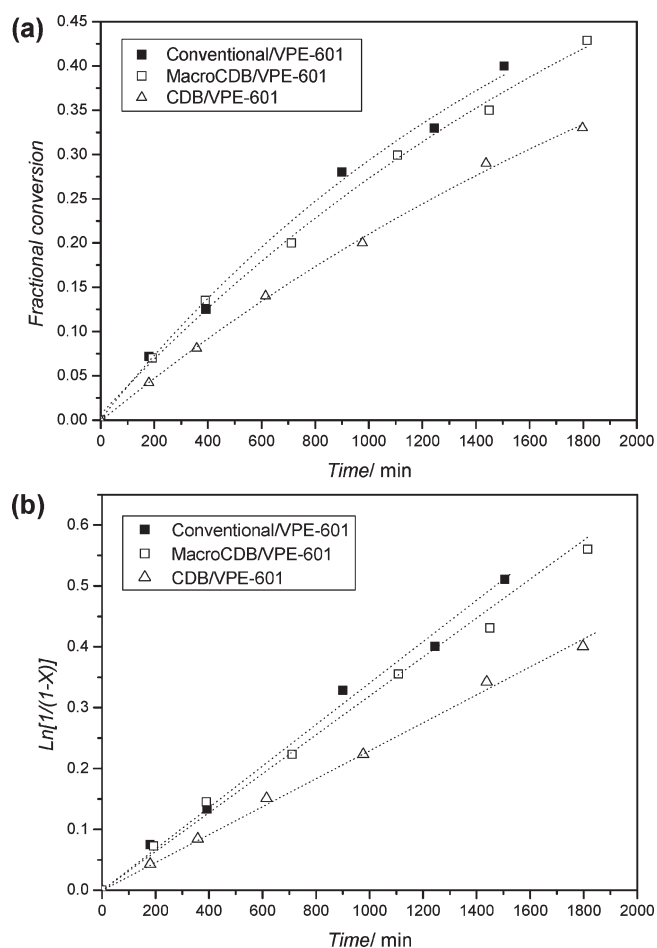 (a)
0.45
0.40
0.35
0.30
0.25
0.20
0.15
0.10
0.05
0.00
Fractional conversion
Conventional/VPE-601
MacroCDB/VPE-601
CDB/VPE-601
0 200 400 600 800 1000 1200 1400 1600 1800 2000
Time/ min
(b)
0.6
0.5
0.4
0.3
0.2
0.1
0.0
Ln[1/(1-X)]
Conventional/VPE-601
MacroCDB/VPE-601
CDB/VPE-601
0 200 400 600 800 1000 1200 1400 1600 1800 2000
Time/ min